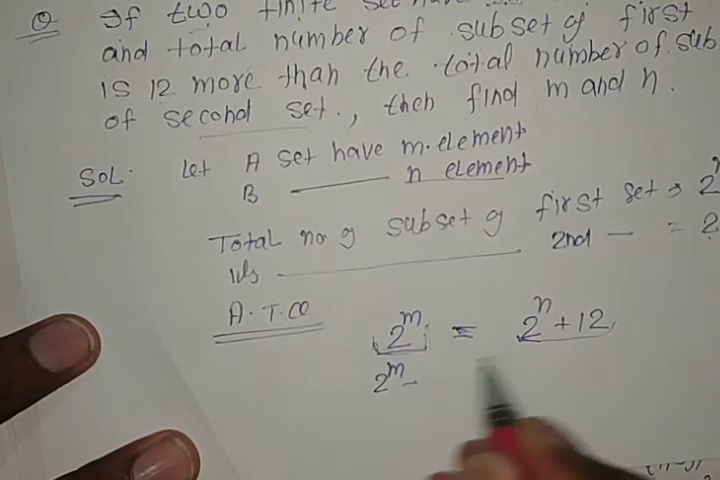 Q If two finite set have
and total number of subset of first
is 12 more than the total number of sub
of second set., then find m and n.
SOL. Let A set have m.element
B — n element
Total no of subset of first set = 2
— 2nd — = 2
A.T.Q
2^m = 2^n + 12
2^m -